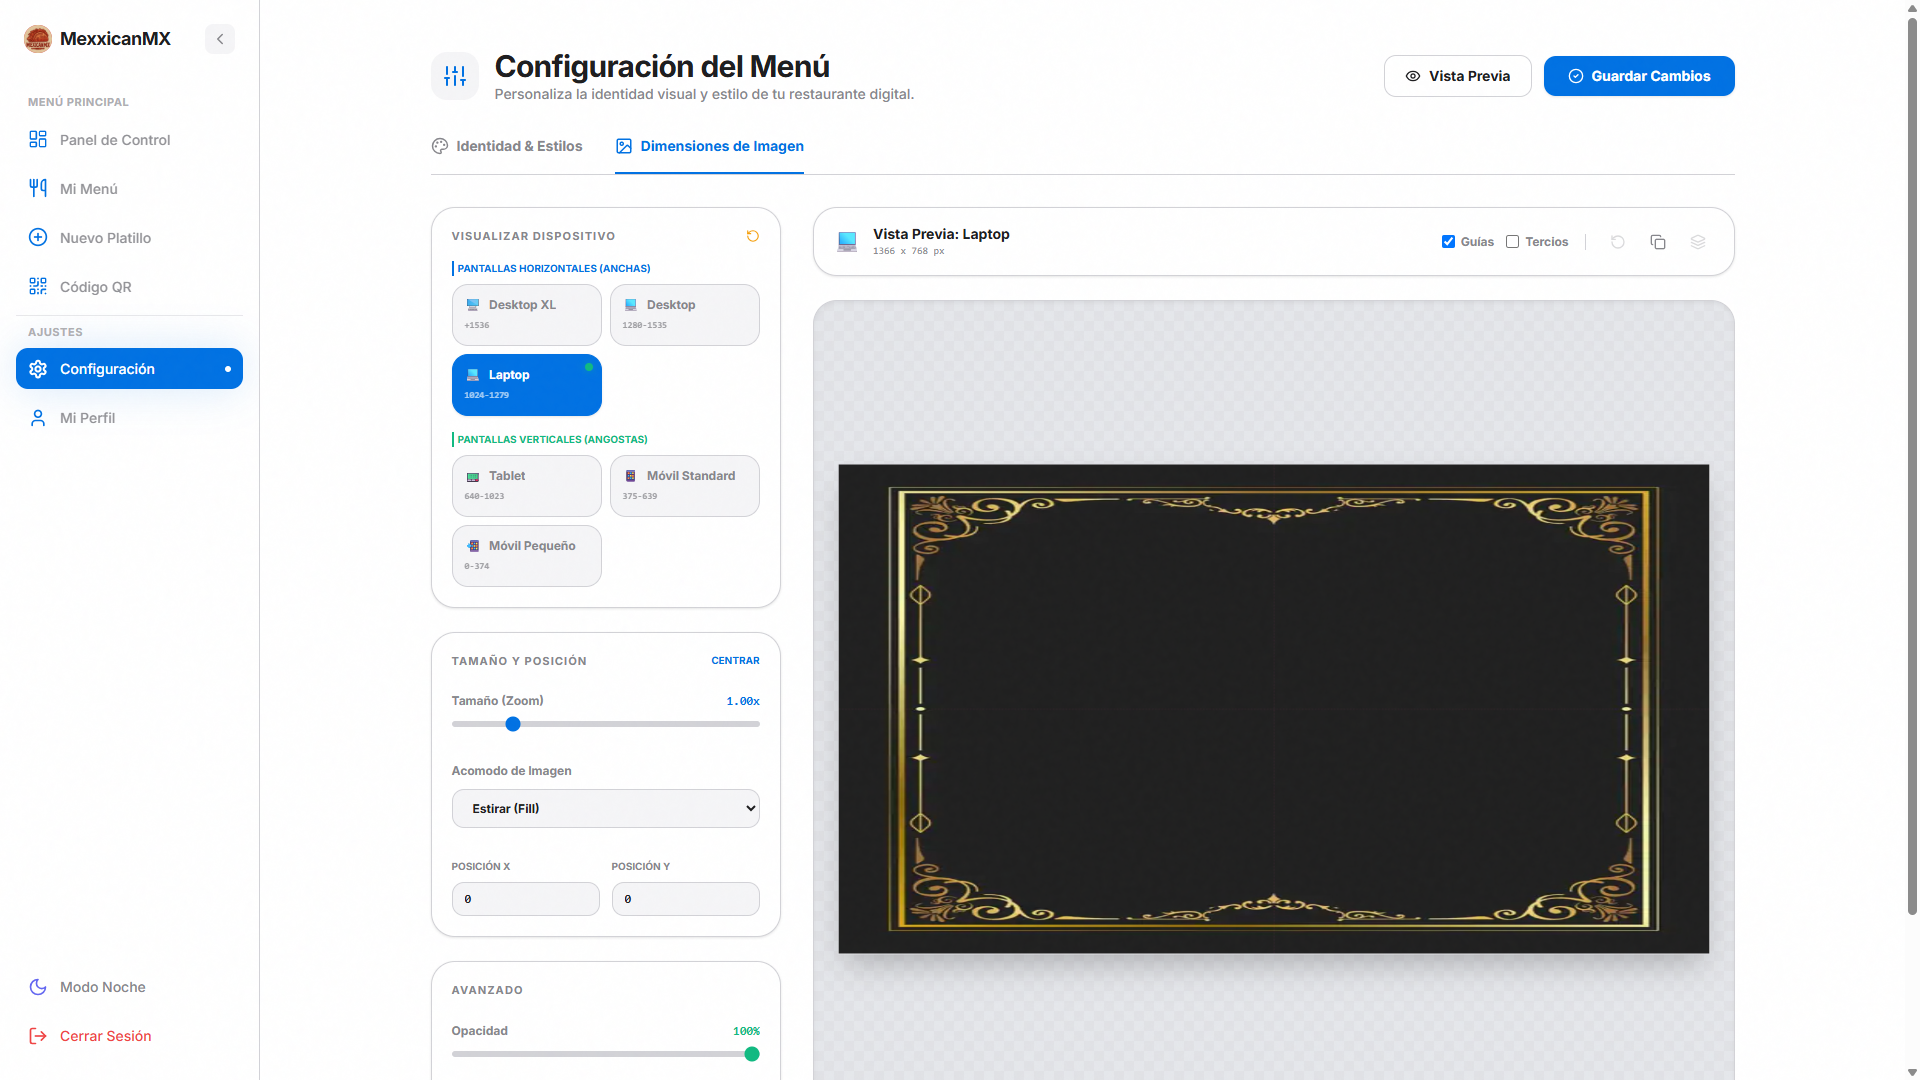 MexxicanMX
MENÚ PRINCIPAL
Panel de Control
Mi Menú
Nuevo Platillo
Código QR
AJUSTES
Configuración
Mi Perfil
Modo Noche
Cerrar Sesión
Configuración del Menú
Personaliza la identidad visual y estilo de tu restaurante digital.
Vista Previa
Guardar Cambios
Identidad & Estilos
Dimensiones de Imagen
VISUALIZAR DISPOSITIVO
PANTALLAS HORIZONTALES (ANCHAS)
Desktop XL
+1536
Desktop
1280-1535
Laptop
1024-1279
PANTALLAS VERTICALES (ANGOSTAS)
Tablet
640-1023
Móvil Standard
375-639
Móvil Pequeño
0-374
TAMAÑO Y POSICIÓN
CENTRAR
Tamaño (Zoom)
1.00x
Acomodo de Imagen
Estirar (Fill)
POSICIÓN X
POSICIÓN Y
0
0
AVANZADO
Opacidad
100%
Vista Previa: Laptop
1366 x 768 px
Guías
Tercios